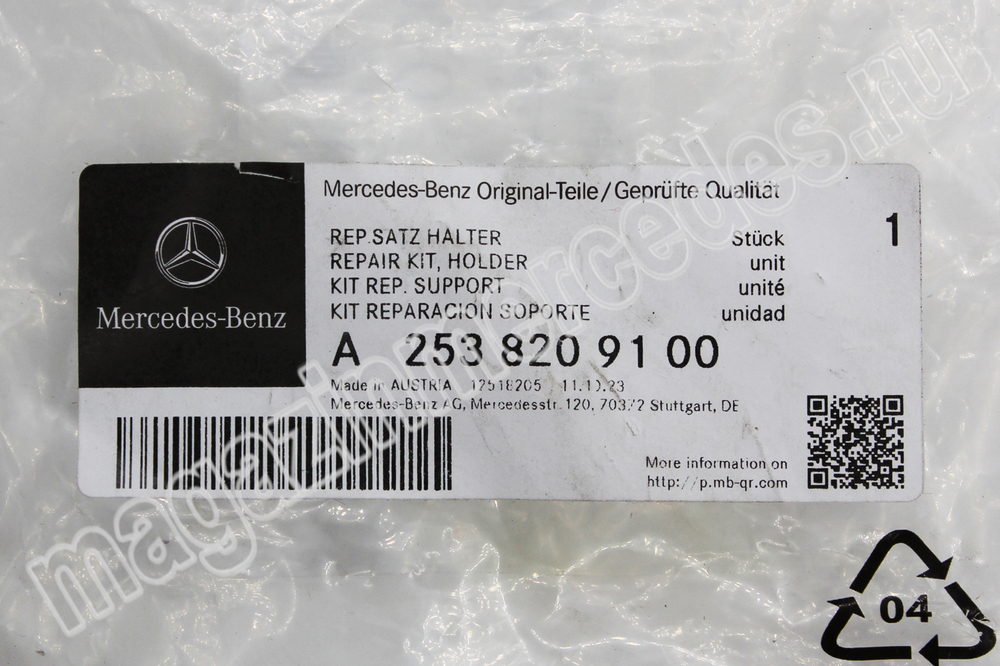 Mercedes-Benz Original-Teile/Geprüfte Qualität
REP.SATZ HALTER Stück 1
REPAIR KIT, HOLDER unit
KIT REP. SUPPORT unité
KIT REPARACIÓN SOPORTE unidad
Mercedes-Benz
A 253 820 91 00
Made in AUSTRIA 12518205 11.10.23
Mercedes-Benz AG, Mercedesstr. 120, 70372 Stuttgart, DE
More information on
http://p.mb-qr.com
04
magazinmercedes.ru